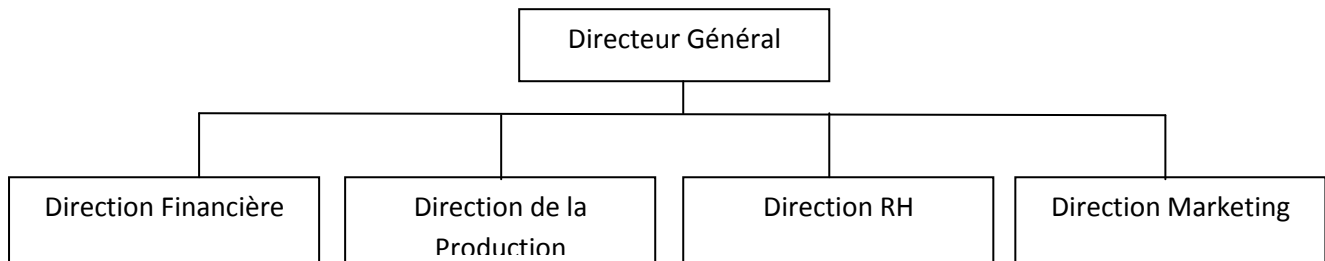 Directeur Général
Direction Financière
Direction de la
Production
Direction RH
Direction Marketing